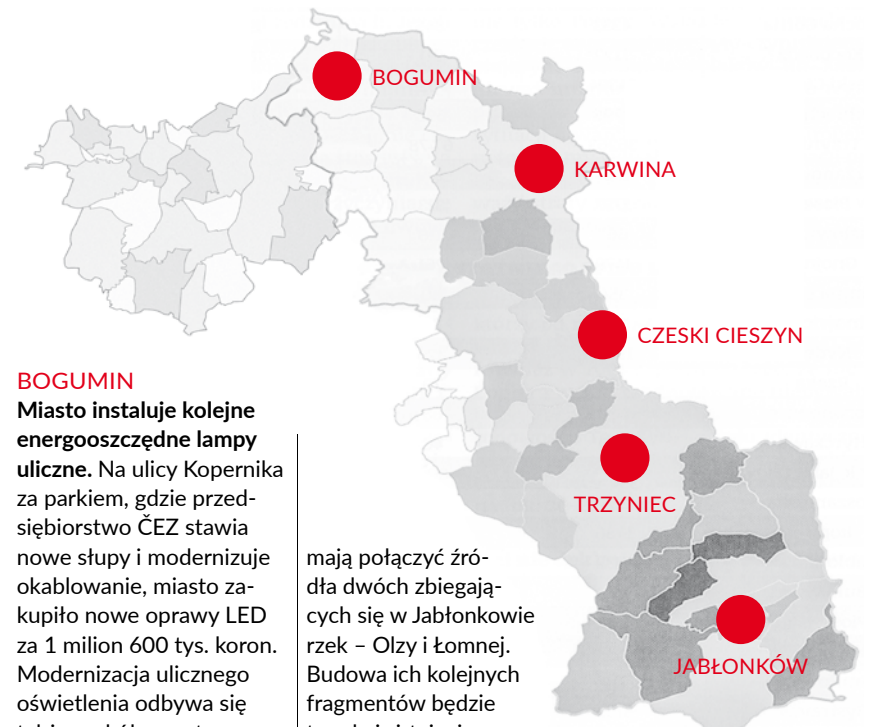 BOGUMIN
KARWINA
CZESKI CIESZYN
TRZYNIEC
JABŁONKÓW
BOGUMIN
Miasto instaluje kolejne
energooszczędne lampy
uliczne. Na ulicy Kopernika
za parkiem, gdzie przed-
siębiorstwo ČEZ stawia
nowe słupy i modernizuje
okablowanie, miasto za-
kupiło nowe oprawy LED
za 1 milion 600 tys. koron.
Modernizacja ulicznego
oświetlenia odbywa się
mają połączyć źró-
dła dwóch zbiegają-
cych się w Jabłonkowie
rzek – Olzy i Łomnej.
Budowa ich kolejnych
fragmentów będzie